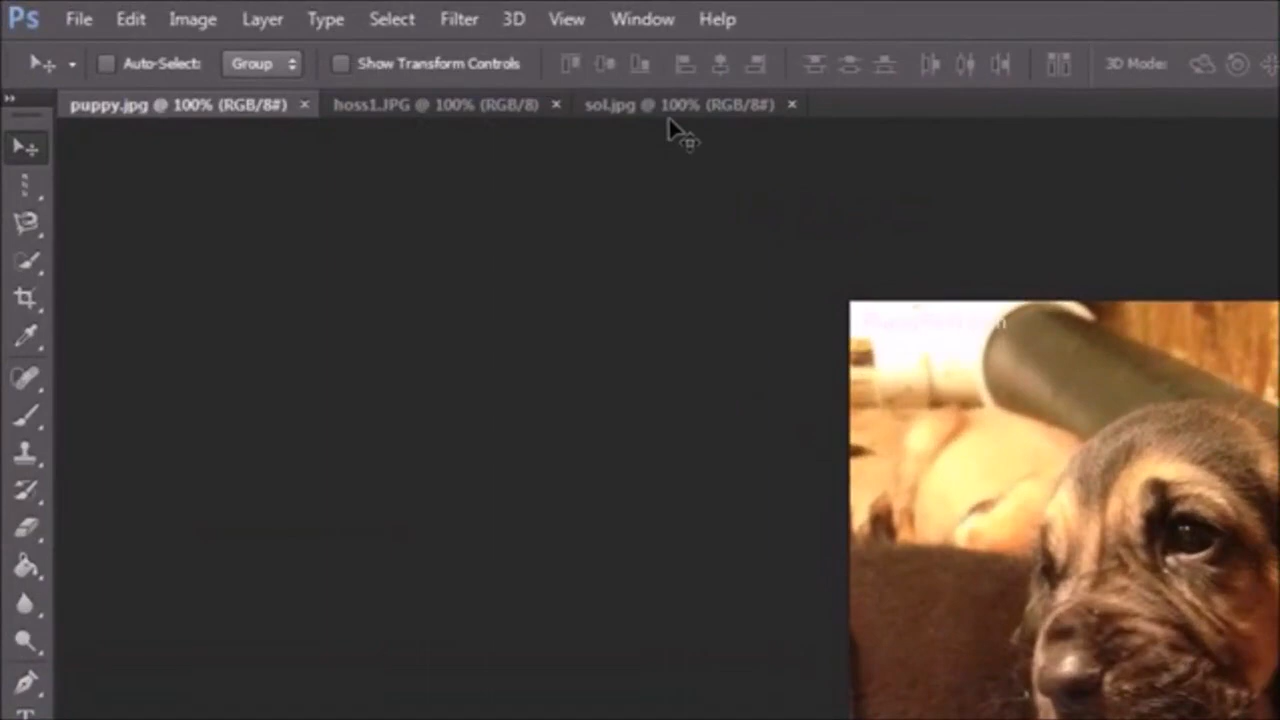 Ps File Edit Image Layer Type Select Filter 3D View Window Help
Auto-Select: Group Show Transform Controls 3D Mode:
puppy.jpg @ 100% (RGB/8#) × hoss1.JPG @ 100% (RGB/8) × sol.jpg @ 100% (RGB/8#) ×
T